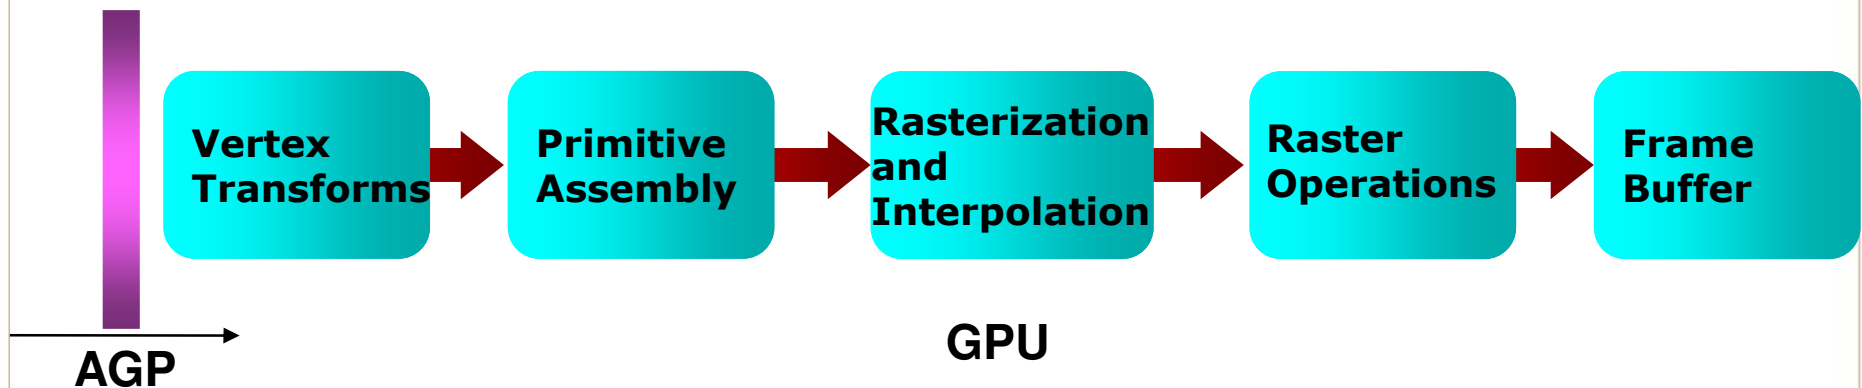 Vertex
Transforms
Primitive
Assembly
Rasterization
and
Interpolation
Raster
Operations
Frame
Buffer
GPU
AGP